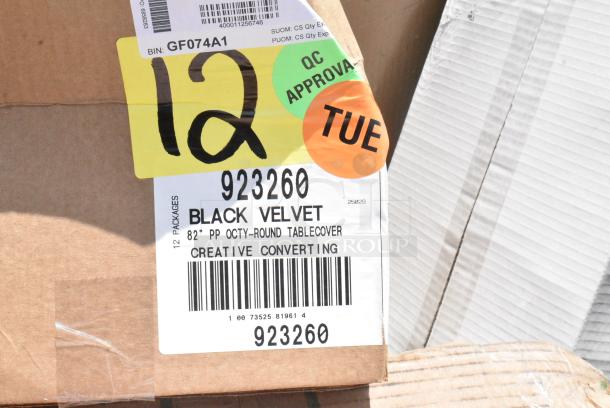 400011256746
SUOM: CS Qty
PUOM: CS Qty Exp
BIN: GF074A1
12
QC
APPROVA
TUE
923260
12 PACKAGES
BLACK VELVET
82" PP OCTY-ROUND TABLECOVER
CREATIVE CONVERTING
1 00 73525 81961 4
923260